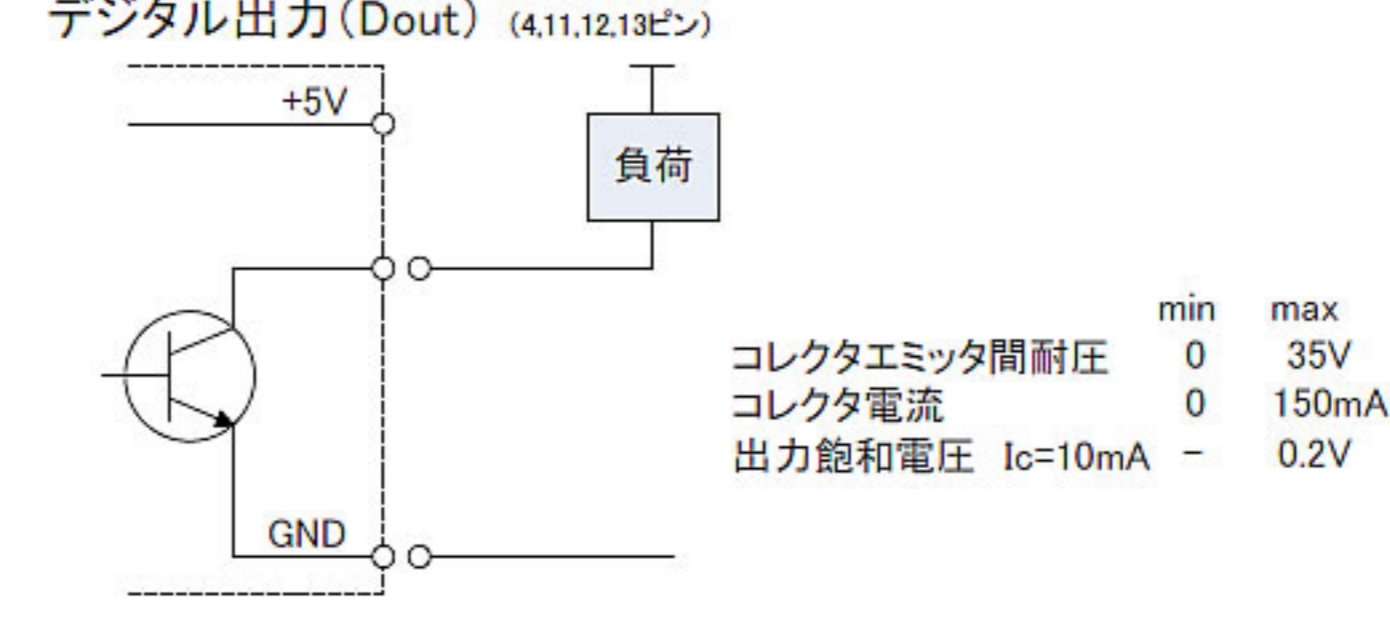 デジタル出力(Dout) (4,11,12,13ピン)
+5V
負荷
min max
コレクタエミッタ間耐圧 0 35V
コレクタ電流 0 150mA
出力飽和電圧 Ic=10mA - 0.2V
GND